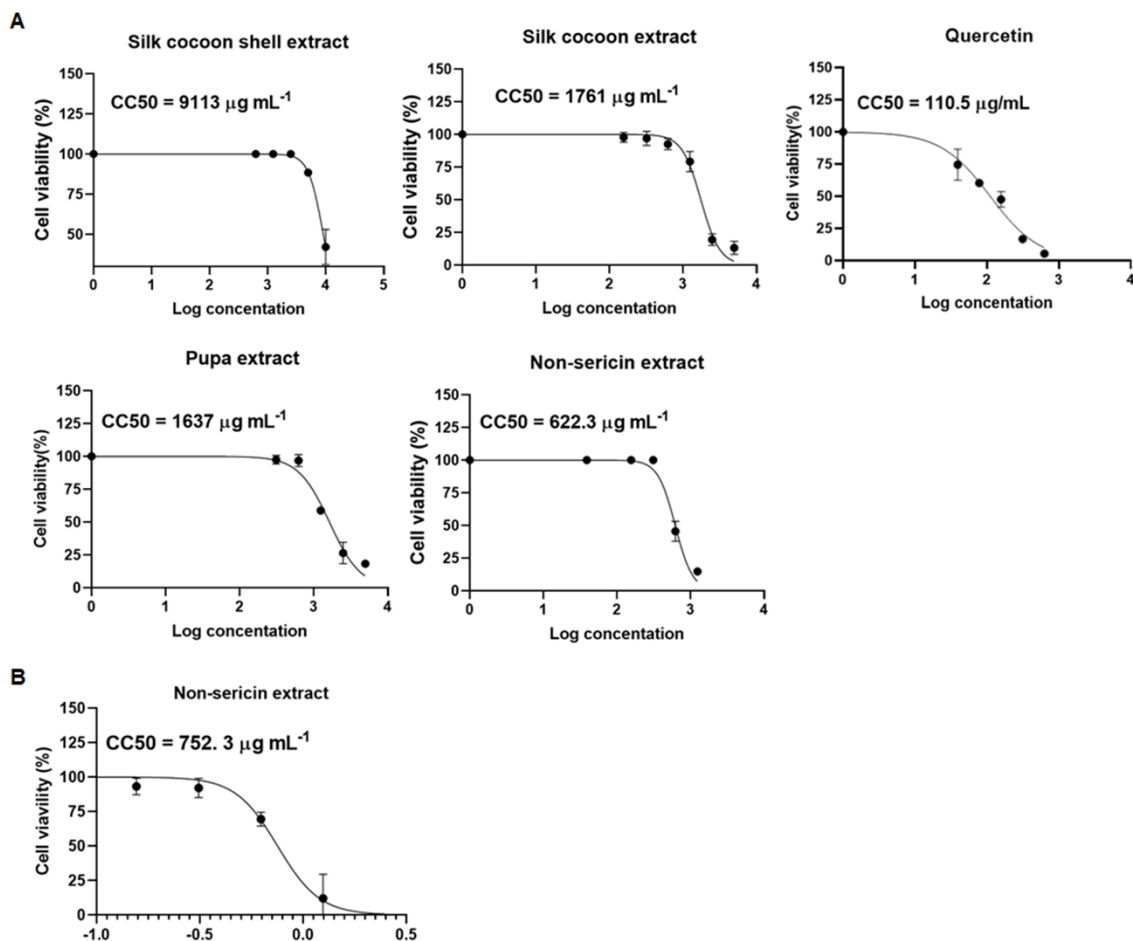 A
Silk cocoon shell extract
CC50 = 9113 µg mL-1
Cell viability (%)
150
125
100
75
50
0 1 2 3 4 5
Log concentation
Silk cocoon extract
CC50 = 1761 µg mL-1
Cell viability (%)
150
125
100
75
50
25
0
0 1 2 3 4
Log concentation
Quercetin
CC50 = 110.5 µg/mL
Cell viability(%)
150
125
100
75
50
25
0
0 1 2 3 4
Log concentation
Pupa extract
CC50 = 1637 µg mL-1
Cell viability(%)
150
125
100
75
50
25
0
0 1 2 3 4
Log concentation
Non-sericin extract
CC50 = 622.3 µg mL-1
Cell viability (%)
150
125
100
75
50
25
0
0 1 2 3 4
Log concentation
B
Non-sericin extract
CC50 = 752. 3 µg mL-1
Cell viavility (%)
150
125
100
75
50
25
0
-1.0 -0.5 0.0 0.5